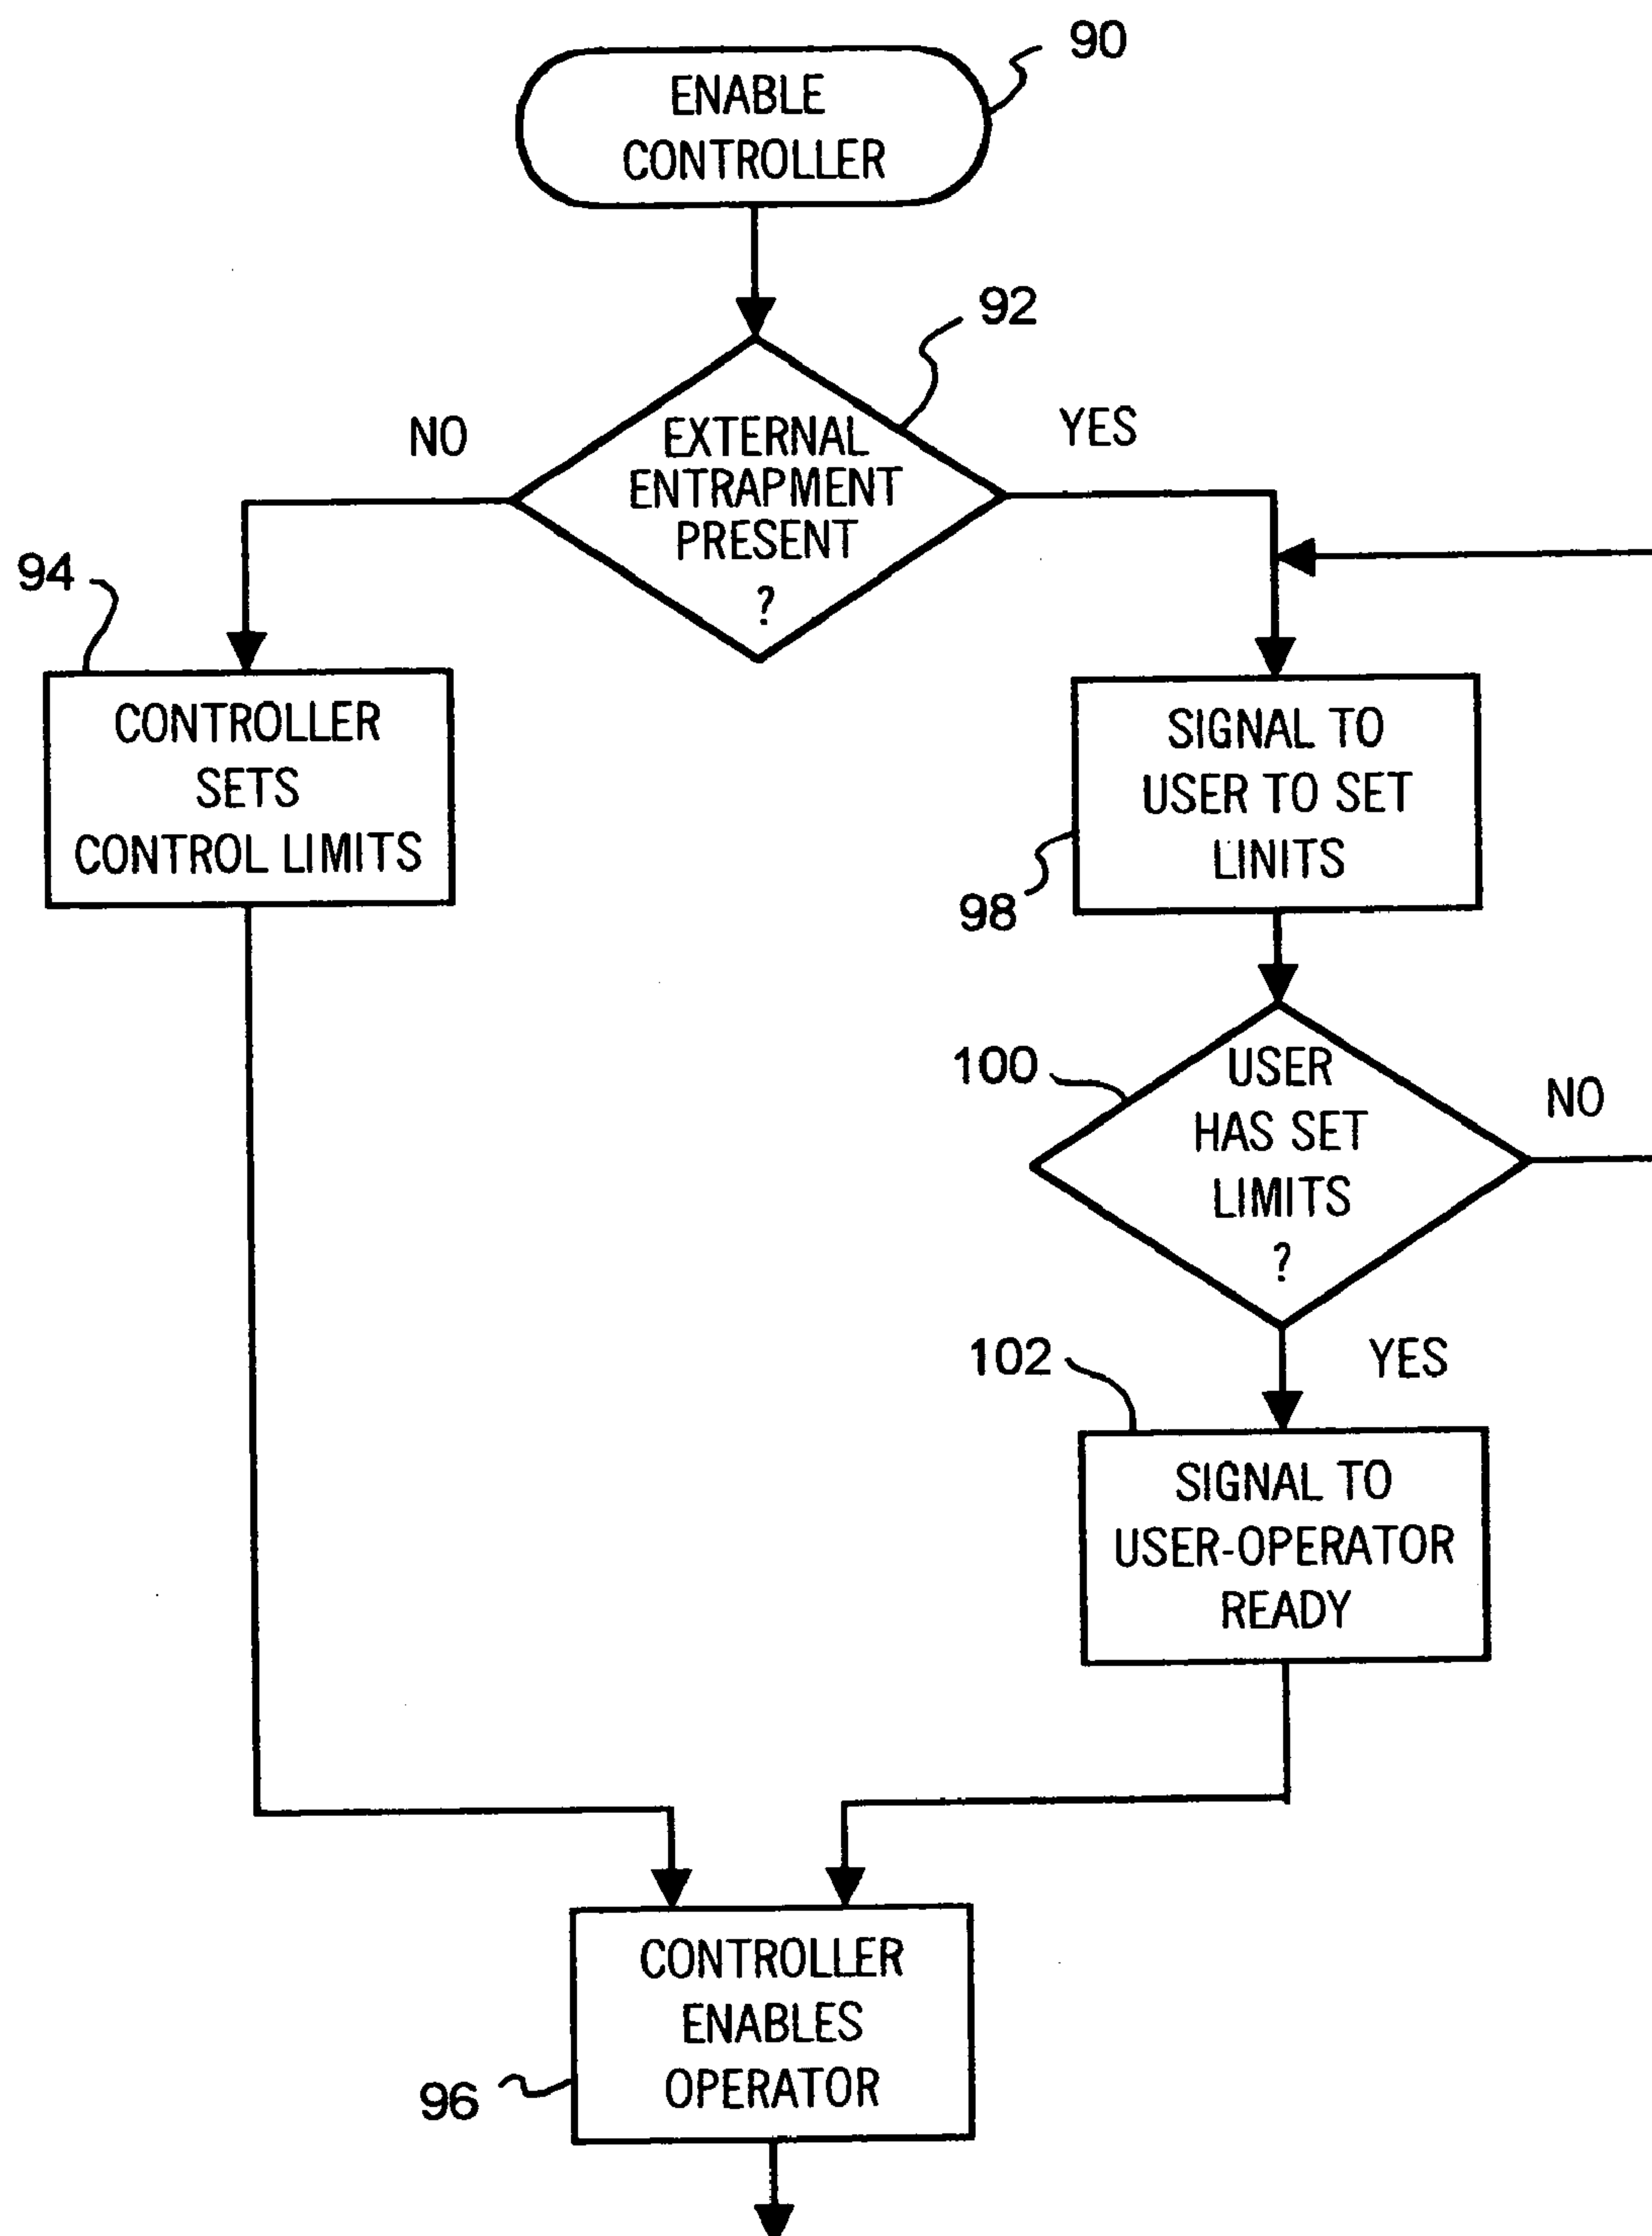 90
ENABLE
CONTROLLER
92
NO
EXTERNAL
ENTRAPMENT
PRESENT
?
YES
94
CONTROLLER
SETS
CONTROL LIMITS
SIGNAL TO
USER TO SET
LINITS
98
100
USER
HAS SET
LIMITS
?
NO
102
YES
SIGNAL TO
USER-OPERATOR
READY
CONTROLLER
ENABLES
OPERATOR
96